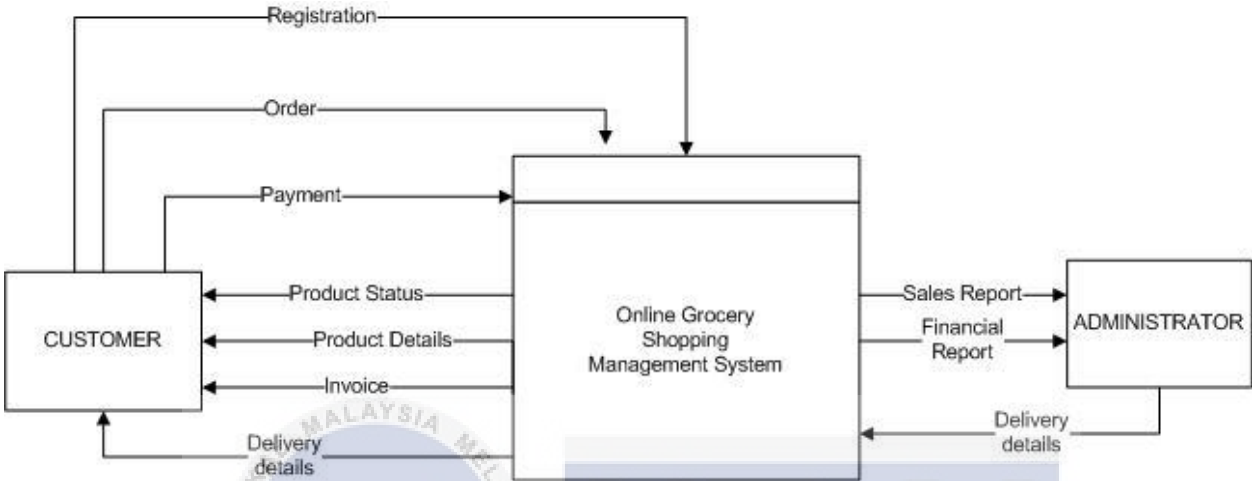 Registration
Order
Payment
Product Status
Product Details
Invoice
Delivery
details
CUSTOMER
Online Grocery
Shopping
Management System
Sales Report
Financial
Report
ADMINISTRATOR
Delivery
details
MALAYSIA